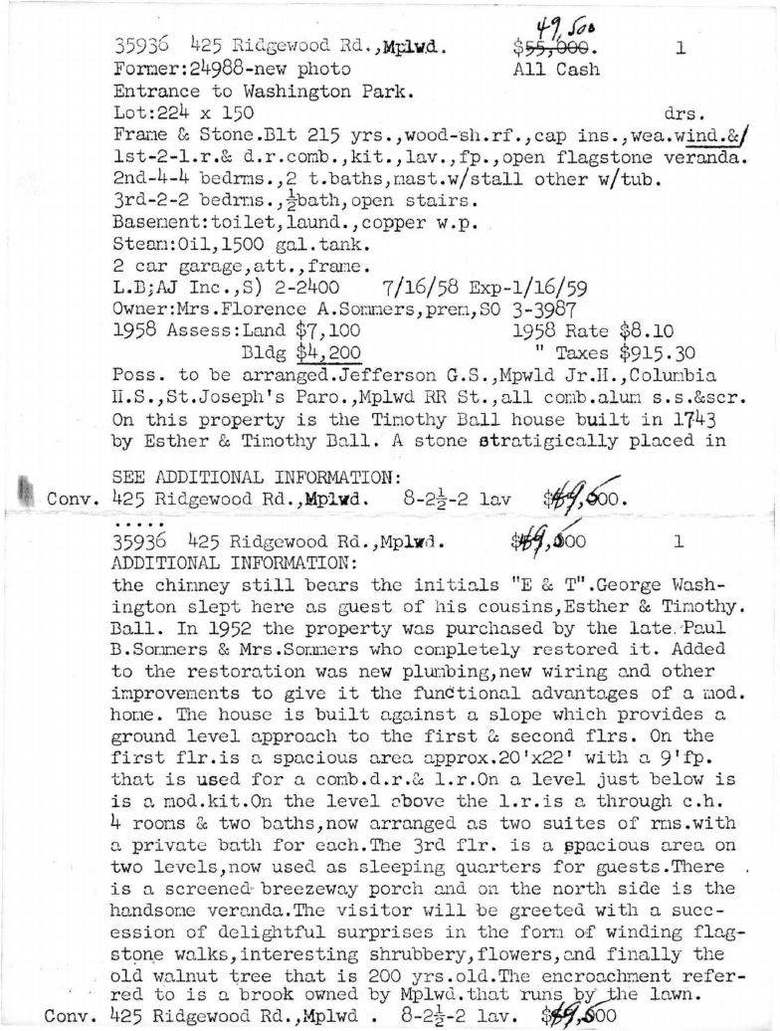 49,500
35936 425 Ridgewood Rd.,Mplwd. $55,000. 1
Former:24988-new photo All Cash
Entrance to Washington Park.
Lot:224 x 150 drs.
Frame & Stone.Blt 215 yrs.,wood-sh.rf.,cap ins.,wea.wind.&/
1st-2-l.r.& d.r.comb.,kit.,lav.,fp.,open flagstone veranda.
2nd-4-4 bedrms.,2 t.baths,mast.w/stall other w/tub.
3rd-2-2 bedrms.,½bath,open stairs.
Basement:toilet,laund.,copper w.p.
Steam:Oil,1500 gal.tank.
2 car garage,att.,frame.
L.B;AJ Inc.,S) 2-2400 7/16/58 Exp-1/16/59
Owner:Mrs.Florence A.Sommers,prem,SO 3-3987
1958 Assess:Land $7,100 1958 Rate $8.10
Bldg $4,200 " Taxes $915.30
Poss. to be arranged.Jefferson G.S.,Mpwld Jr.H.,Columbia
H.S.,St.Joseph's Paro.,Mplwd RR St.,all comb.alum s.s.&scr.
On this property is the Timothy Ball house built in 1743
by Esther & Timothy Ball. A stone stratigically placed in
SEE ADDITIONAL INFORMATION:
Conv. 425 Ridgewood Rd.,Mplwd. 8-2½-2 lav $49,500.
.....
35936 425 Ridgewood Rd.,Mplwd. $49,500 1
ADDITIONAL INFORMATION:
the chimney still bears the initials "E & T".George Wash-
ington slept here as guest of his cousins,Esther & Timothy.
Ball. In 1952 the property was purchased by the late Paul
B.Sommers & Mrs.Sommers who completely restored it. Added
to the restoration was new plumbing,new wiring and other
improvements to give it the functional advantages of a mod.
home. The house is built against a slope which provides a
ground level approach to the first & second flrs. On the
first flr.is a spacious area approx.20'x22' with a 9'fp.
that is used for a comb.d.r.& l.r.On a level just below is
is a mod.kit.On the level above the l.r.is a through c.h.
4 rooms & two baths,now arranged as two suites of rms.with
a private bath for each.The 3rd flr. is a spacious area on
two levels,now used as sleeping quarters for guests.There
is a screened breezeway porch and on the north side is the
handsome veranda.The visitor will be greeted with a succ-
ession of delightful surprises in the form of winding flag-
stone walks,interesting shrubbery,flowers,and finally the
old walnut tree that is 200 yrs.old.The encroachment refer-
red to is a brook owned by Mplwd.that runs by the lawn.
Conv. 425 Ridgewood Rd.,Mplwd . 8-2½-2 lav. $49,500